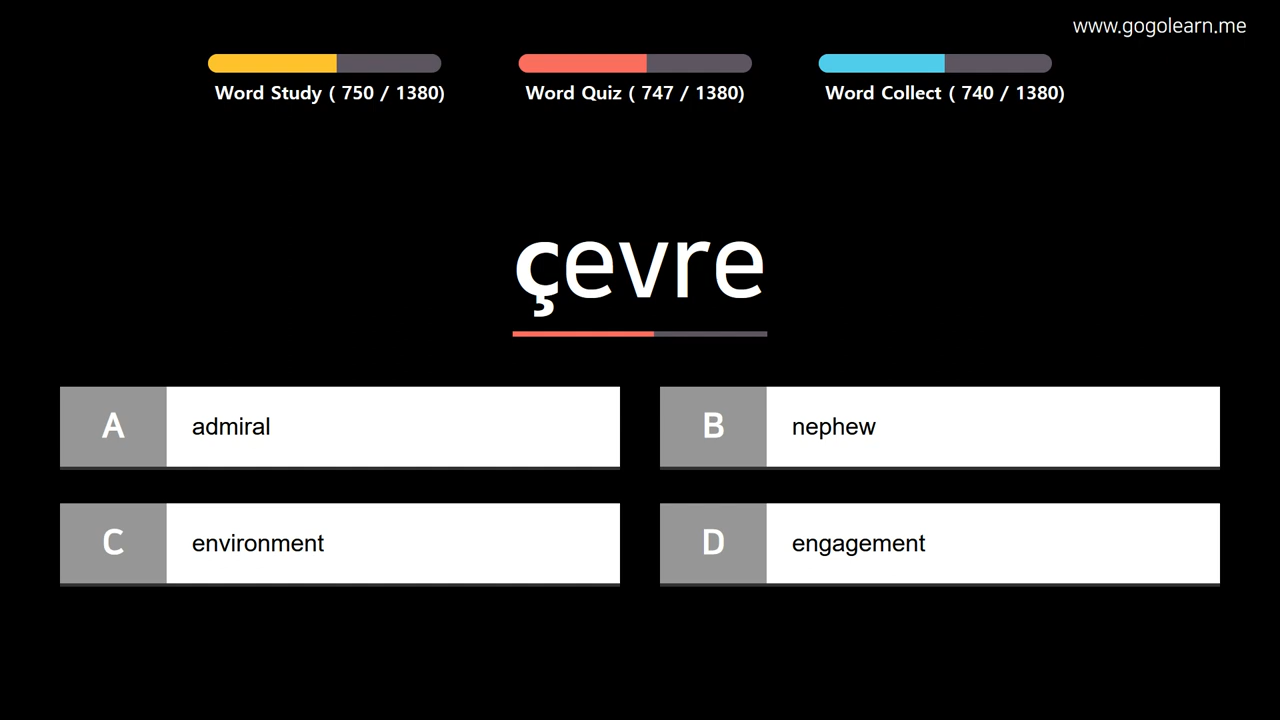 www.gogolearn.me
Word Study ( 750 / 1380)
Word Quiz ( 747 / 1380)
Word Collect ( 740 / 1380)
çevre
A admiral
B nephew
C environment
D engagement